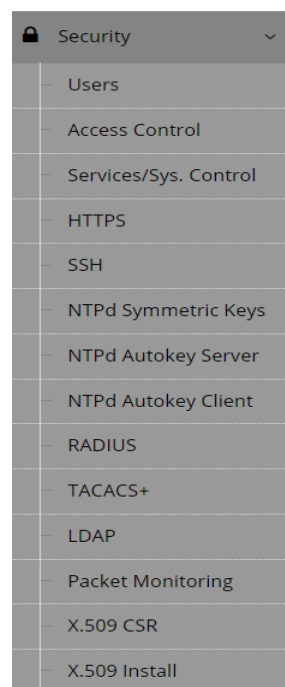 Security
Users
Access Control
Services/Sys. Control
HTTPS
SSH
NTPd Symmetric Keys
NTPd Autokey Server
NTPd Autokey Client
RADIUS
TACACS+
LDAP
Packet Monitoring
X.509 CSR
X.509 Install